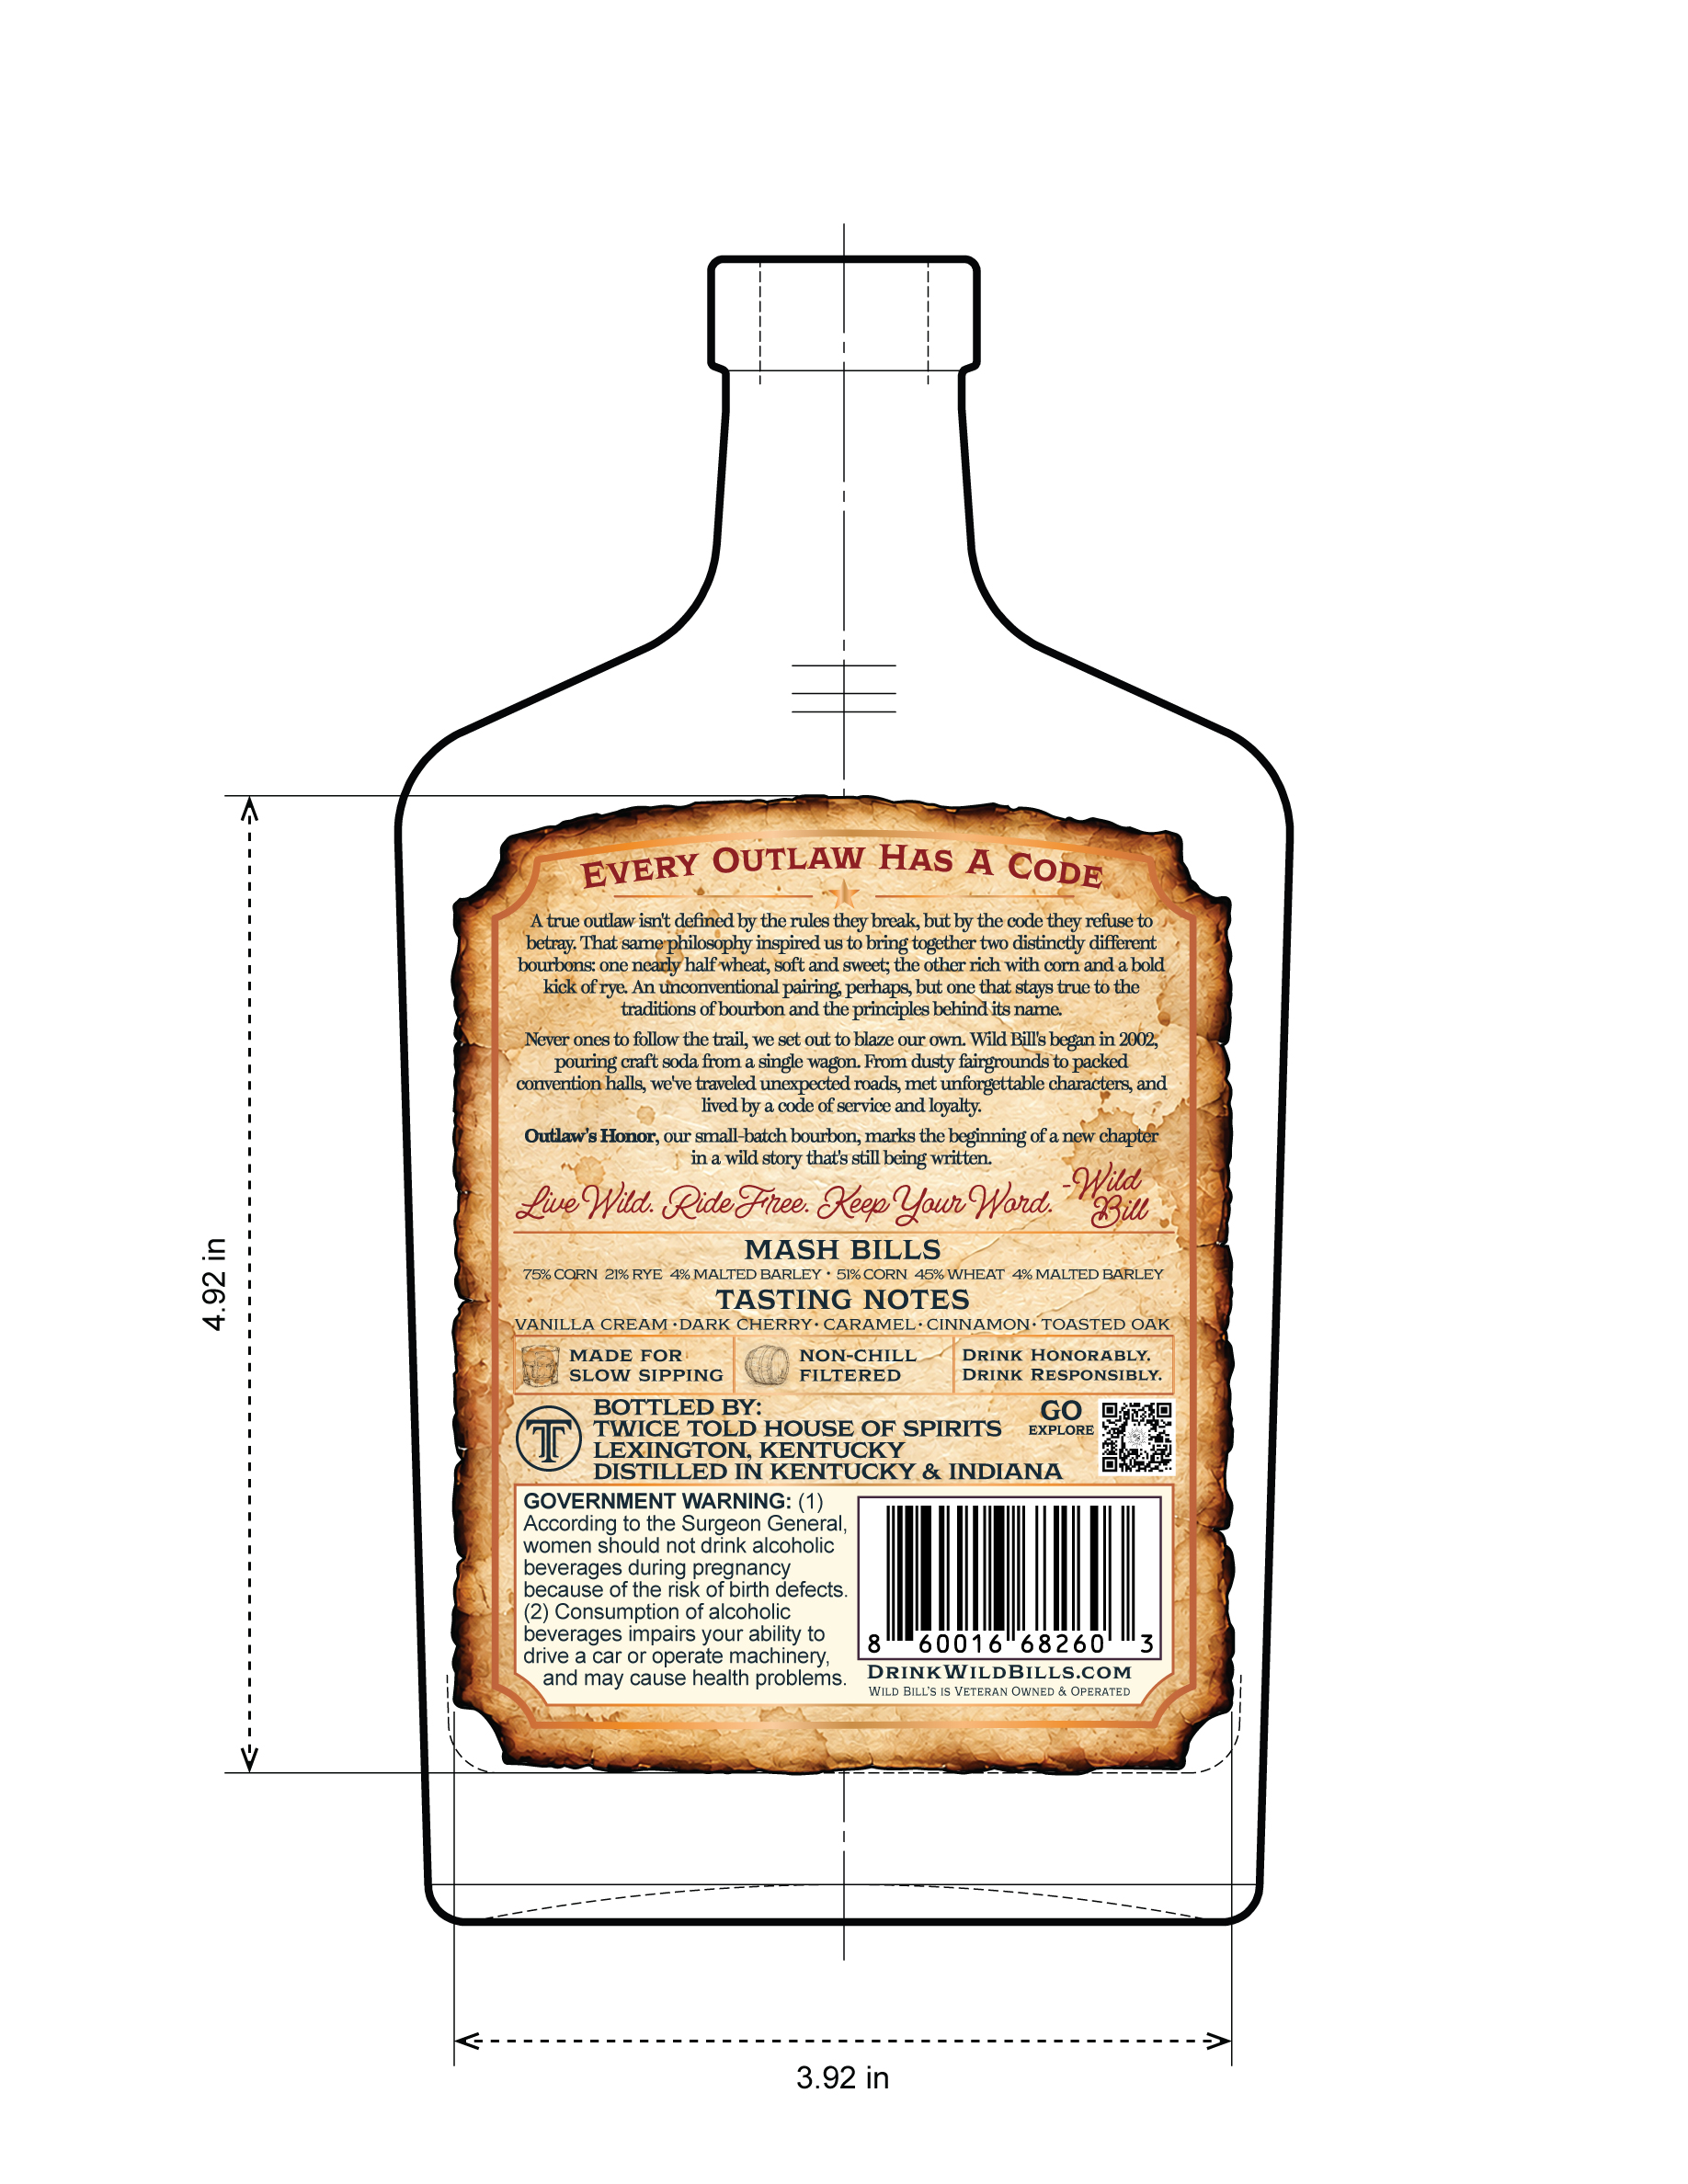 EVERY OUTLAW HAS A CODE
A true outlaw isn't defined by the rules they break, but by the code they refuse to
betray. That same philosophy inspired us to bring together two distinctly different
bourbons: one nearly half wheat, soft and sweet; the other rich with corn and a bold
kick of rye. An unconventional pairing, perhaps, but one that stays true to the
traditions of bourbon and the principles behind its name.
Never ones to follow the trail, we set out to blaze our own. Wild Bill's began in 2002,
pouring craft soda from a single wagon. From dusty fairgrounds to packed
convention halls, we've traveled unexpected roads, met unforgettable characters, and
lived by a code of service and loyalty.
Outlaw's Honor, our small-batch bourbon, marks the beginning of a new chapter
in a wild story that's still being written.
Live Wild. Ride Free. Keep Your Word.
-Wild
Bill
MASH BILLS
75% CORN 21% RYE 4% MALTED BARLEY • 51% CORN 45% WHEAT 4% MALTED BARLEY
TASTING NOTES
VANILLA CREAM • DARK CHERRY • CARAMEL • CINNAMON • TOASTED OAK
MADE FOR
SLOW SIPPING
NON-CHILL
FILTERED
DRINK HONORABLY.
DRINK RESPONSIBLY.
T
BOTTLED BY:
TWICE TOLD HOUSE OF SPIRITS
LEXINGTON, KENTUCKY
DISTILLED IN KENTUCKY & INDIANA
GO
EXPLORE
GOVERNMENT WARNING: (1)
According to the Surgeon General,
women should not drink alcoholic
beverages during pregnancy
because of the risk of birth defects.
(2) Consumption of alcoholic
beverages impairs your ability to
drive a car or operate machinery,
and may cause health problems.
8 60016 68260 3
DRINKWILDBILLS.COM
WILD BILL'S IS VETERAN OWNED & OPERATED
4.92 in
3.92 in